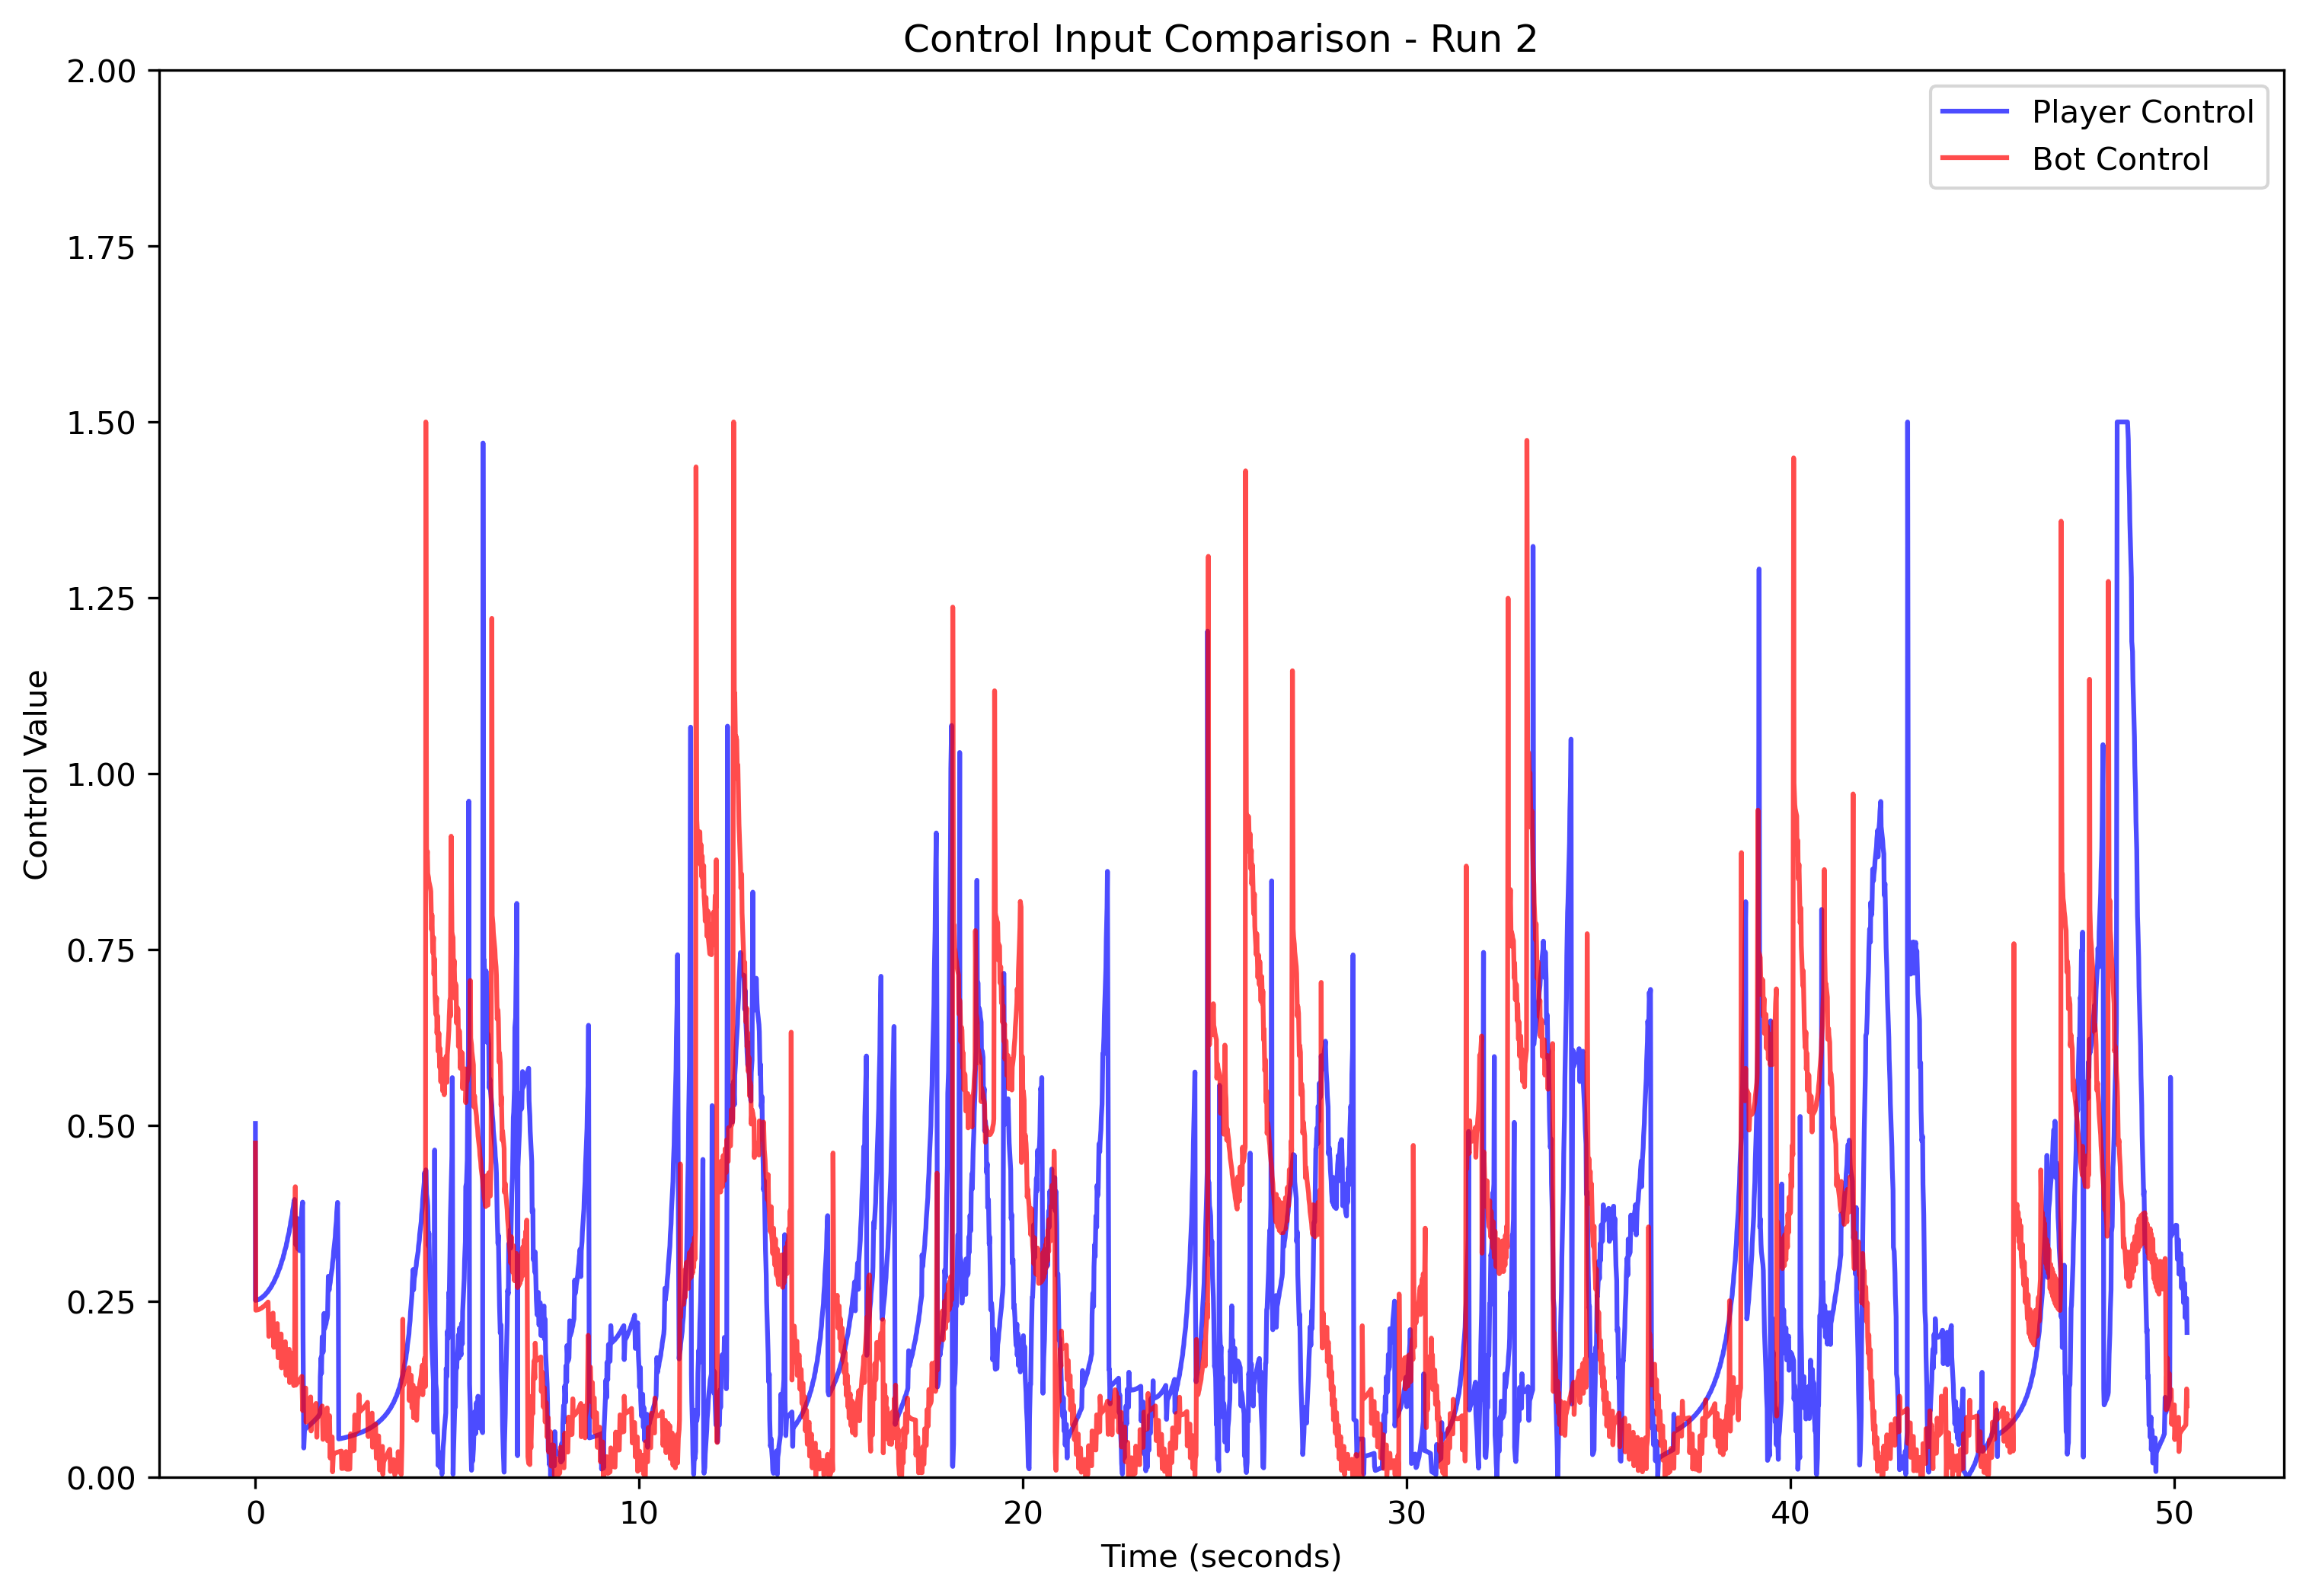 Control Input Comparison - Run 2
2.00
1.75
1.50
1.25
1.00
0.75
0.50
0.25
0.00
Control Value
Player Control
Bot Control
0 10 20 30 40 50
Time (seconds)